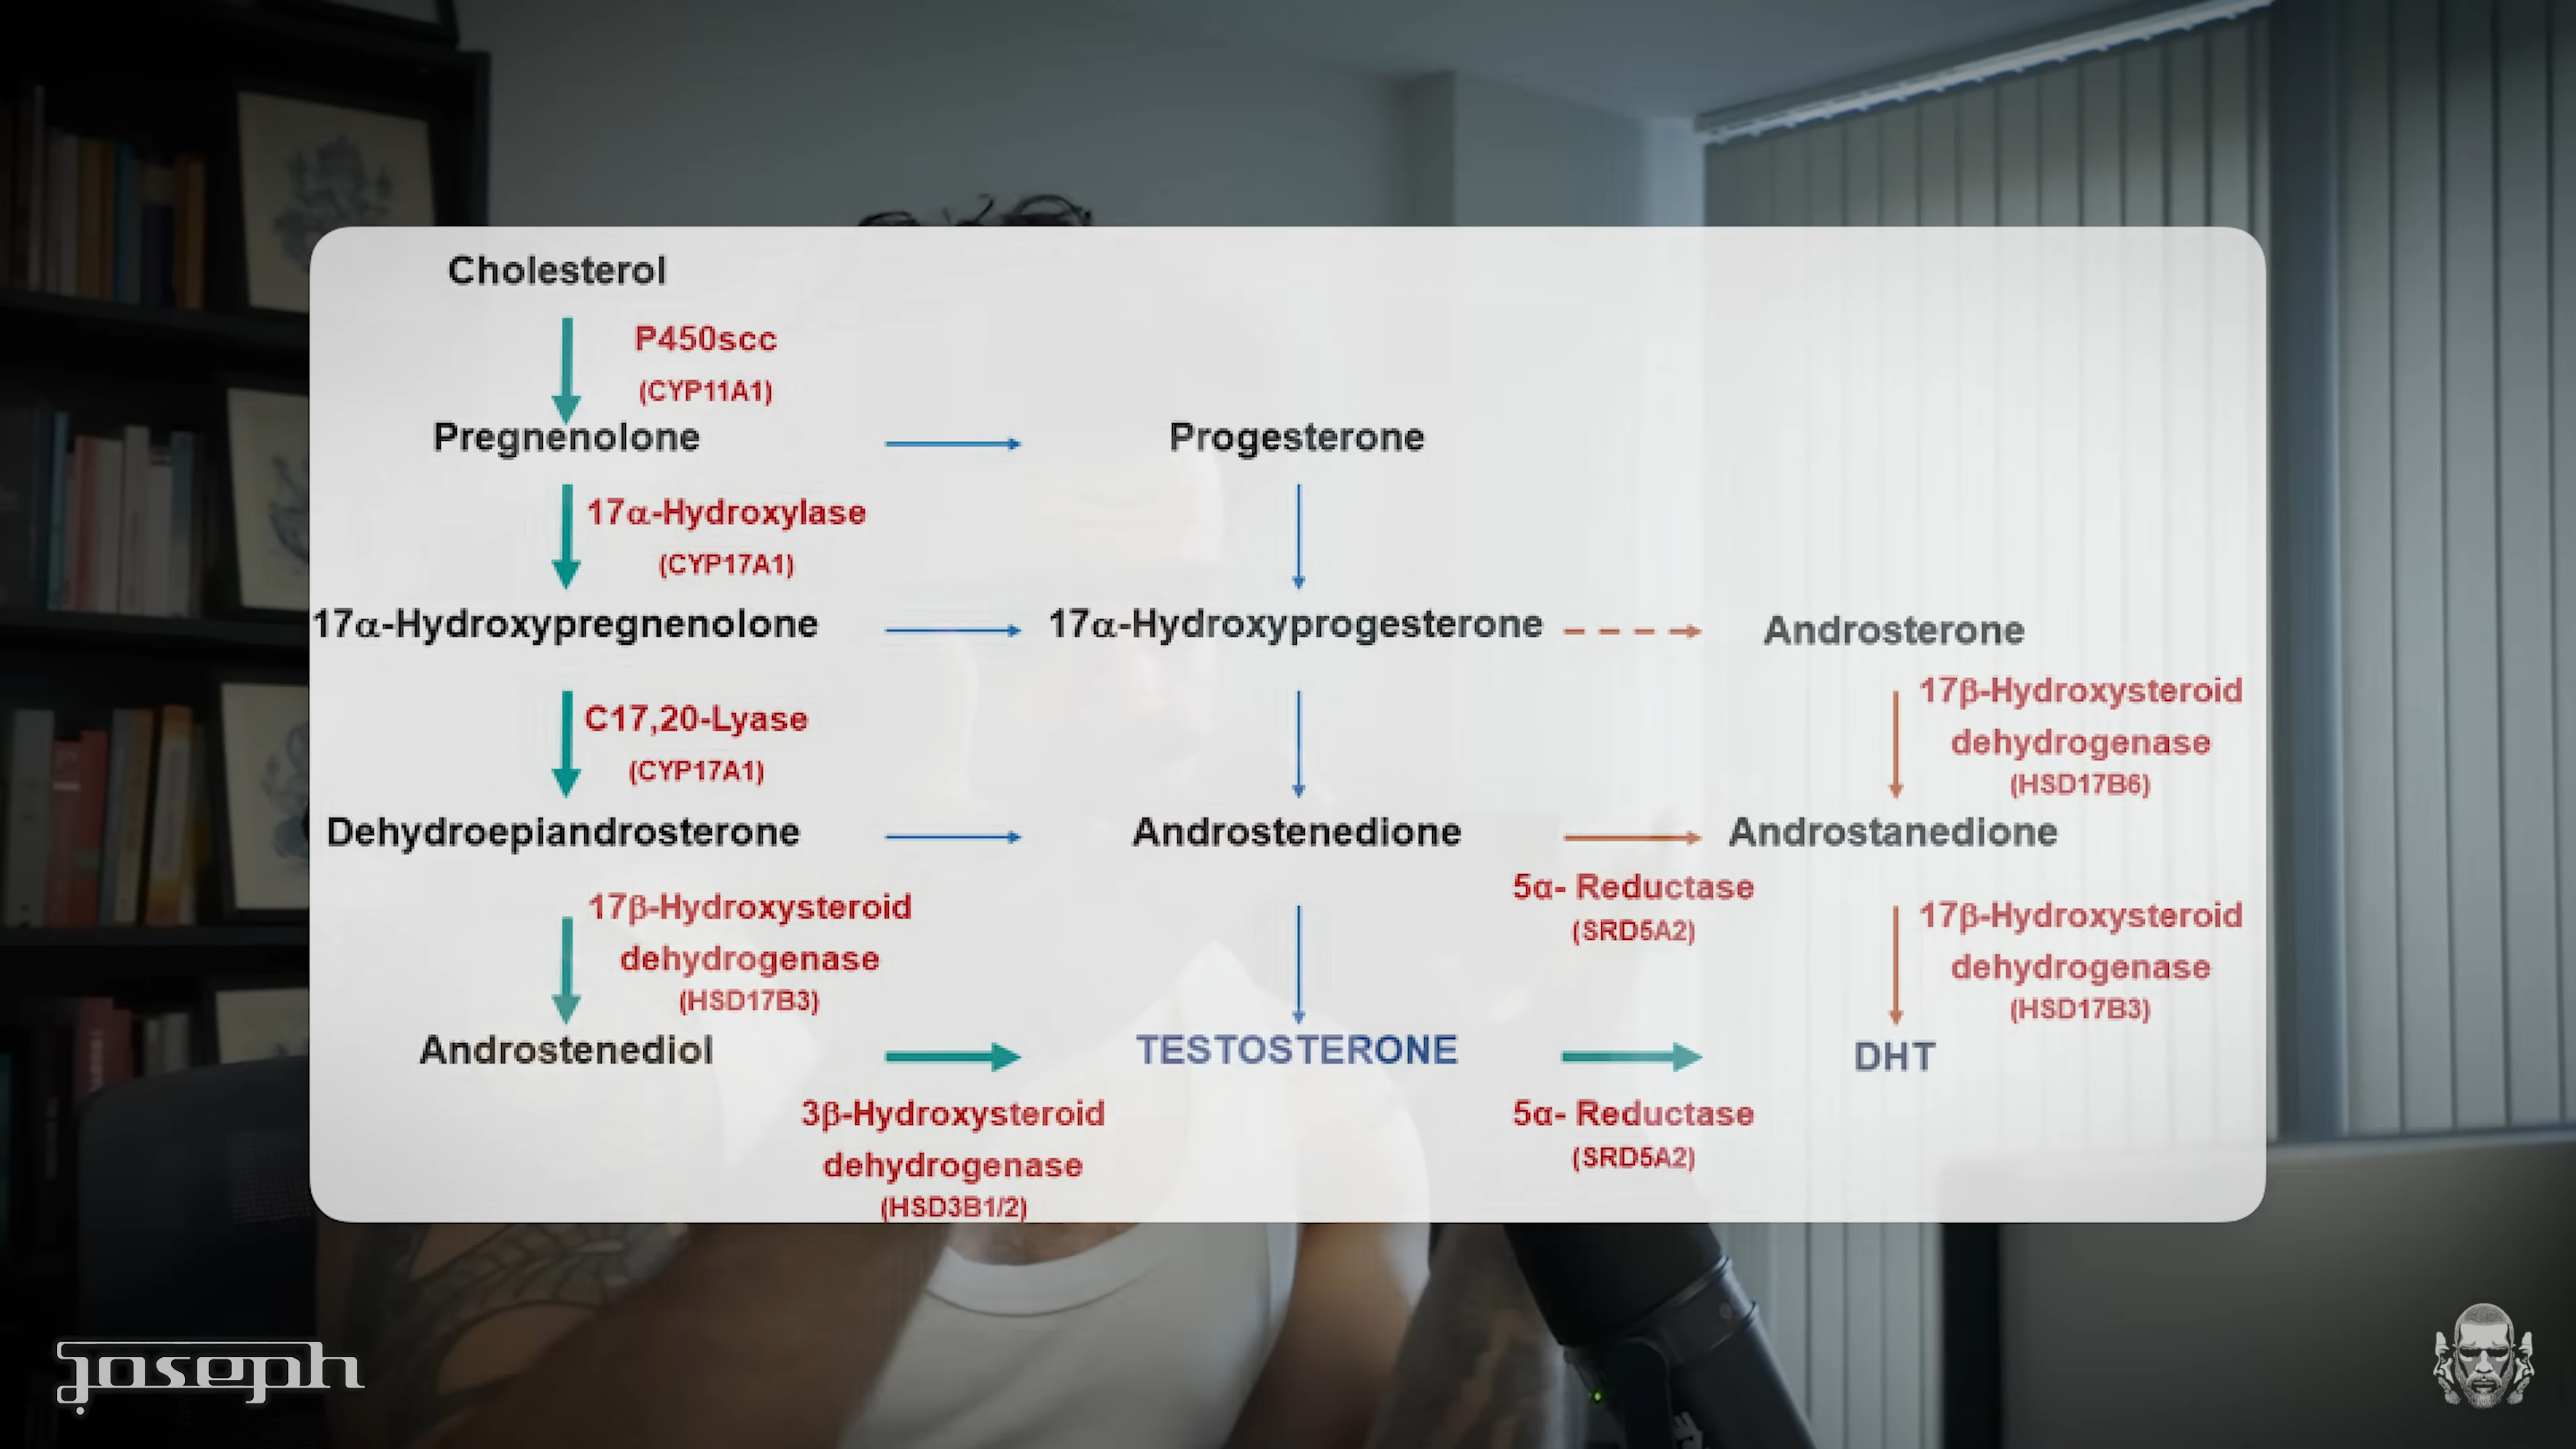 Cholesterol
P450scc
(CYP11A1)
Pregnenolone
Progesterone
17α-Hydroxylase
(CYP17A1)
17α-Hydroxypregnenolone
17α-Hydroxyprogesterone
Androsterone
C17,20-Lyase
(CYP17A1)
17β-Hydroxysteroid
dehydrogenase
(HSD17B6)
Dehydroepiandrosterone
Androstenedione
Androstanedione
17β-Hydroxysteroid
dehydrogenase
(HSD17B3)
5α- Reductase
(SRD5A2)
17β-Hydroxysteroid
dehydrogenase
(HSD17B3)
Androstenediol
TESTOSTERONE
DHT
3β-Hydroxysteroid
dehydrogenase
(HSD3B1/2)
5α- Reductase
(SRD5A2)
joseph